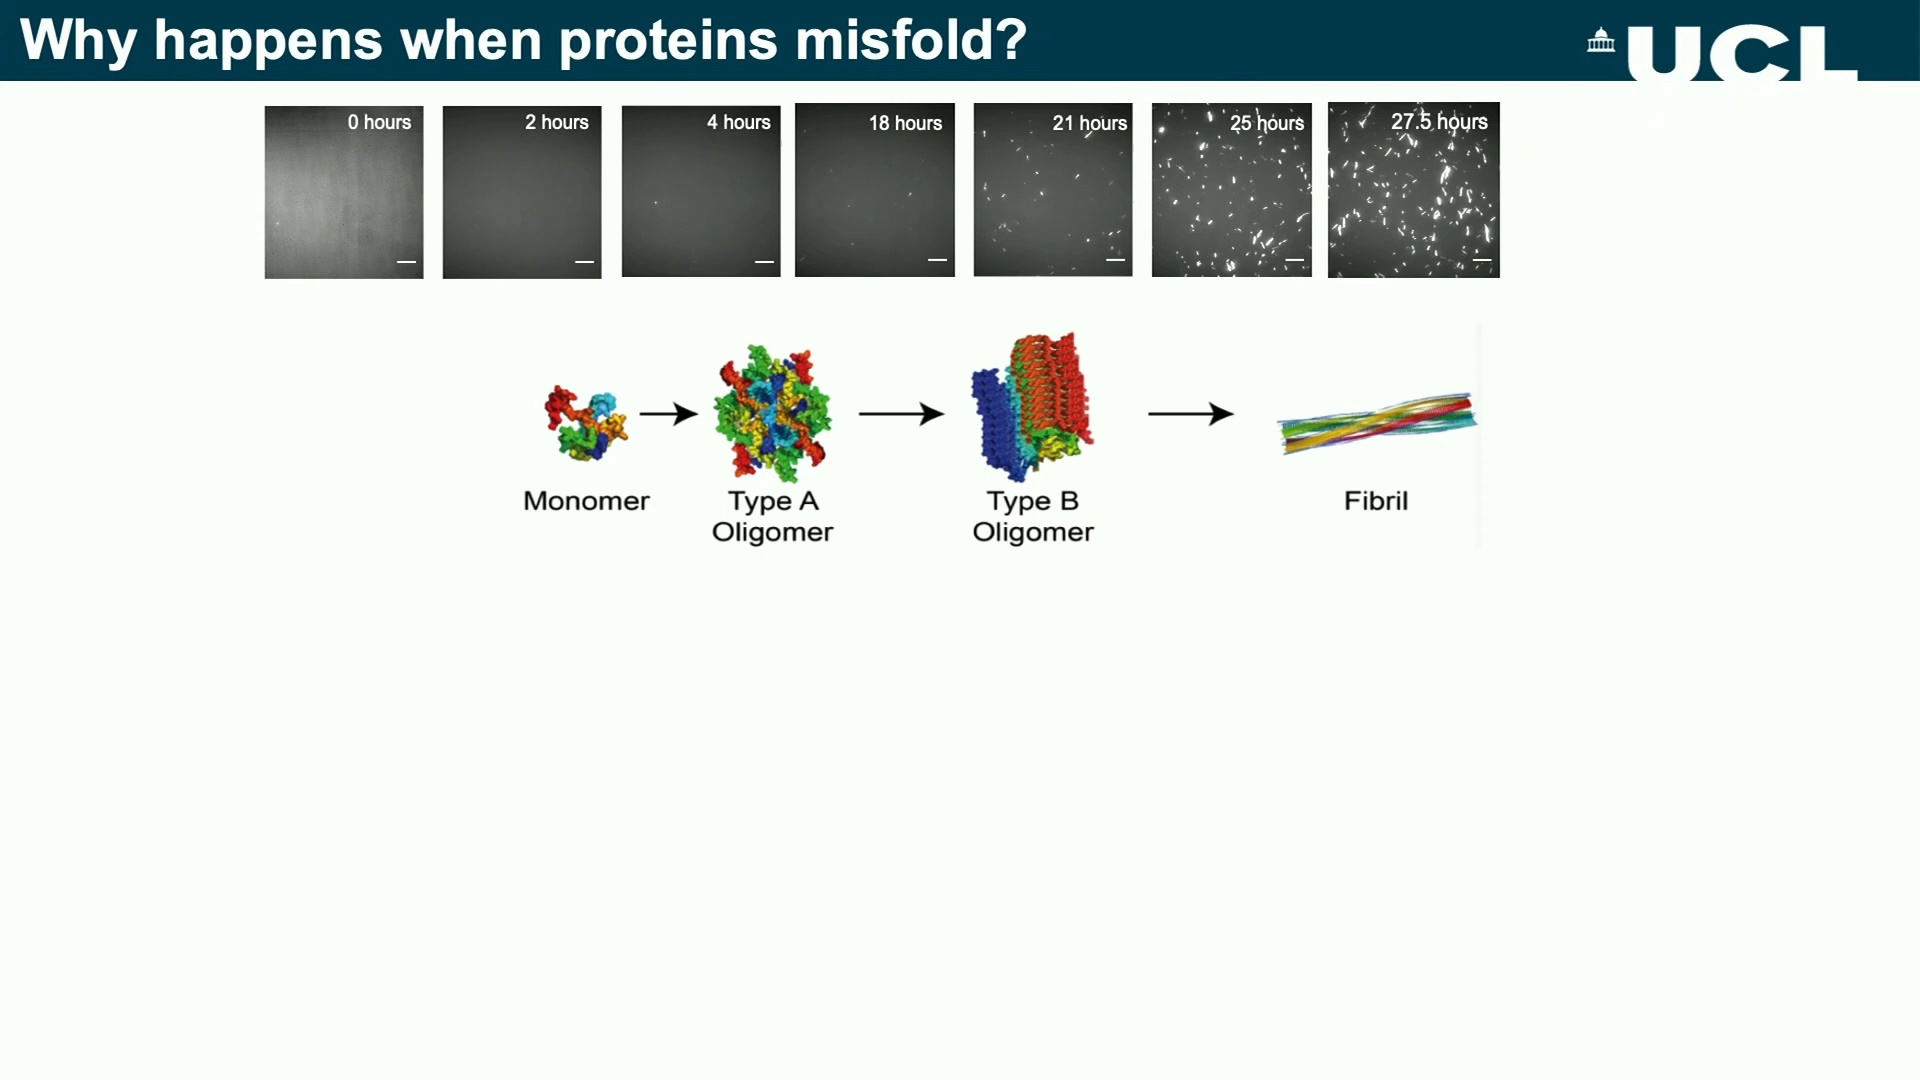 Why happens when proteins misfold?
UCL
0 hours
2 hours
4 hours
18 hours
21 hours
25 hours
27.5 hours
Monomer
Type A
Oligomer
Type B
Oligomer
Fibril